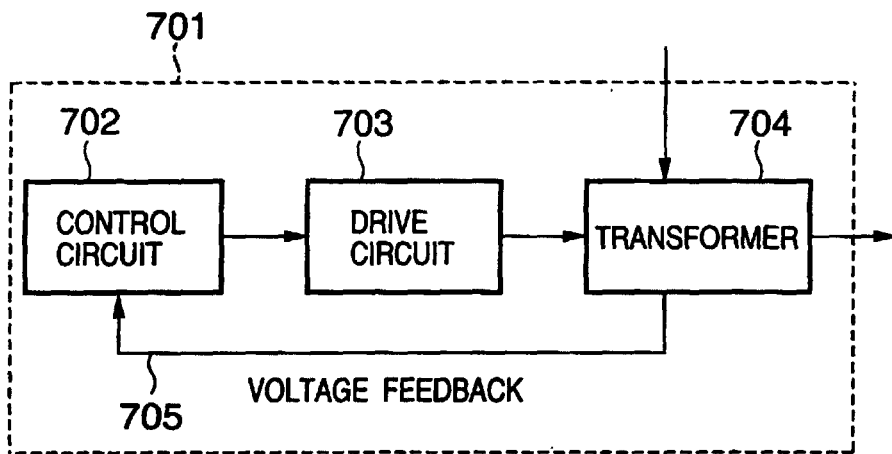 701
702
703
704
CONTROL
CIRCUIT
DRIVE
CIRCUIT
TRANSFORMER
VOLTAGE FEEDBACK
705